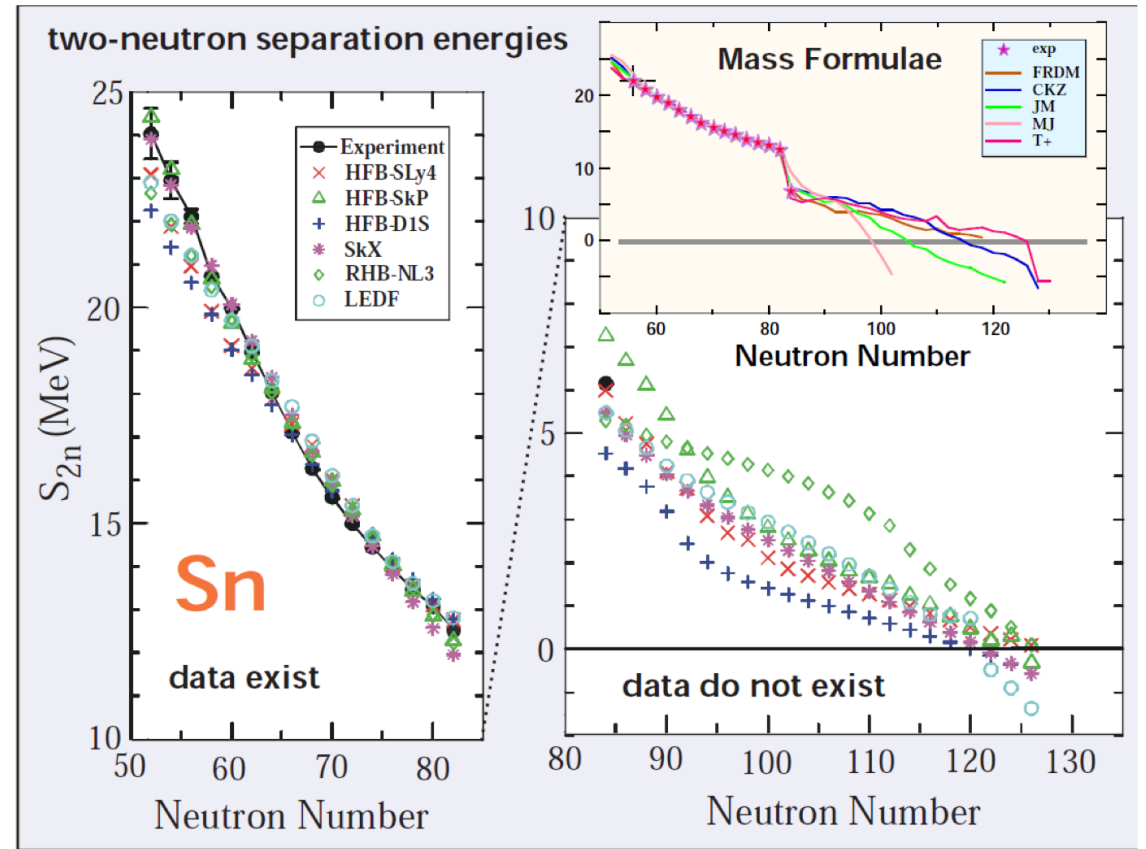 two-neutron separation energies
25
20
15
10
S2n (MeV)
Experiment
HFB-SLy4
HFB-SkP
HFB-D1S
SkX
RHB-NL3
LEDF
Sn
data exist
50 60 70 80
Neutron Number
Mass Formulae
exp
FRDM
CKZ
JM
MJ
T+
20
10
0
60 80 100 120
Neutron Number
10
5
0
data do not exist
80 90 100 110 120 130
Neutron Number